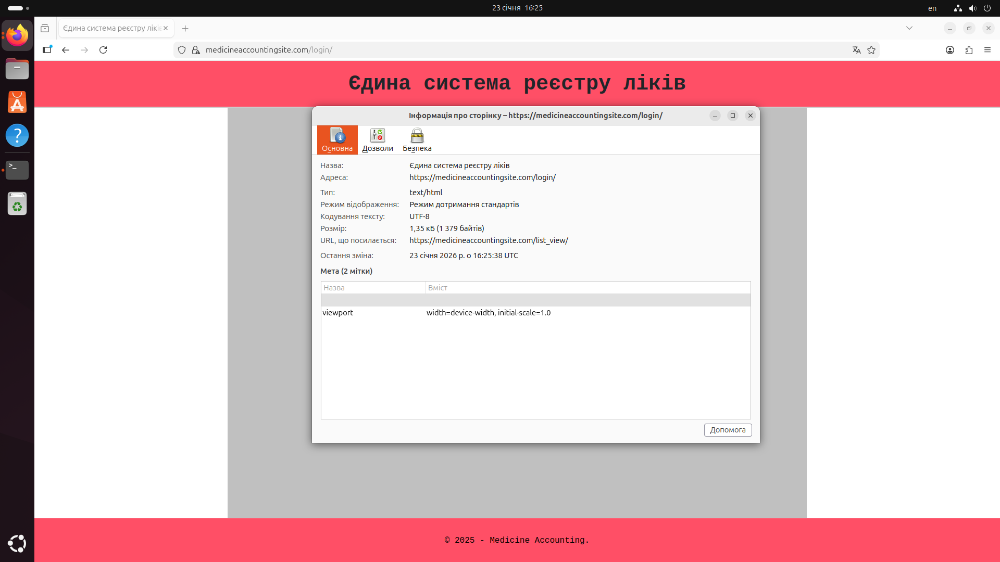 23 січня 16:25
en
Єдина система реєстру лікі
medicineaccountingsite.com/login/
Єдина система реєстру ліків
Інформація про сторінку – https://medicineaccountingsite.com/login/
Основна
Дозволи
Безпека
Назва: Єдина система реєстру ліків
Адреса: https://medicineaccountingsite.com/login/
Тип: text/html
Режим відображення: Режим дотримання стандартів
Кодування тексту: UTF-8
Розмір: 1,35 кБ (1 379 байтів)
URL, що посилається: https://medicineaccountingsite.com/list_view/
Остання зміна: 23 січня 2026 р. о 16:25:38 UTC
Мета (2 мітки)
Назва Вміст
viewport width=device-width, initial-scale=1.0
Допомога
© 2025 - Medicine Accounting.